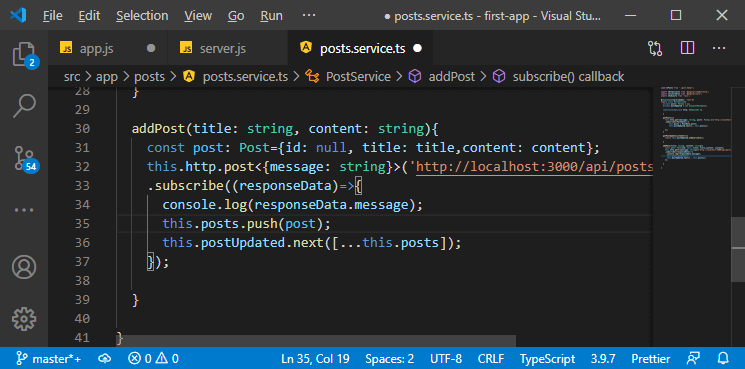 File Edit Selection View Go Run ··· ● posts.service.ts - first-app - Visual Stu...
JS app.js ● JS server.js posts.service.ts ● ···
src > app > posts > posts.service.ts > PostService > addPost > subscribe() callback
28 }
29
30 addPost(title: string, content: string){
31 const post: Post={id: null, title: title,content: content};
32 this.http.post<{message: string}>('http://localhost:3000/api/posts
33 .subscribe((responseData)=>{
34 console.log(responseData.message);
35 this.posts.push(post);
36 this.postUpdated.next([...this.posts]);
37 });
38
39 }
40
41 }
2
54
master*+ 0 0 Ln 35, Col 19 Spaces: 2 UTF-8 CRLF TypeScript 3.9.7 Prettier